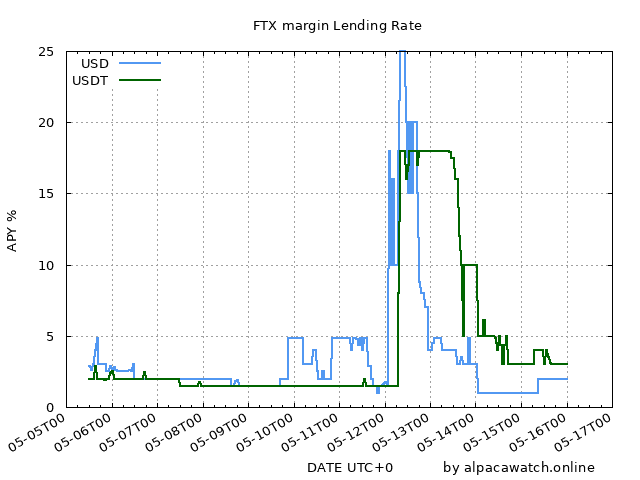 FTX margin Lending Rate
25
USD
USDT
20
15
APY %
10
5
0
05-05T00 05-06T00 05-07T00 05-08T00 05-09T00 05-10T00 05-11T00 05-12T00 05-13T00 05-14T00 05-15T00 05-16T00 05-17T00
DATE UTC+0 by alpacawatch.online